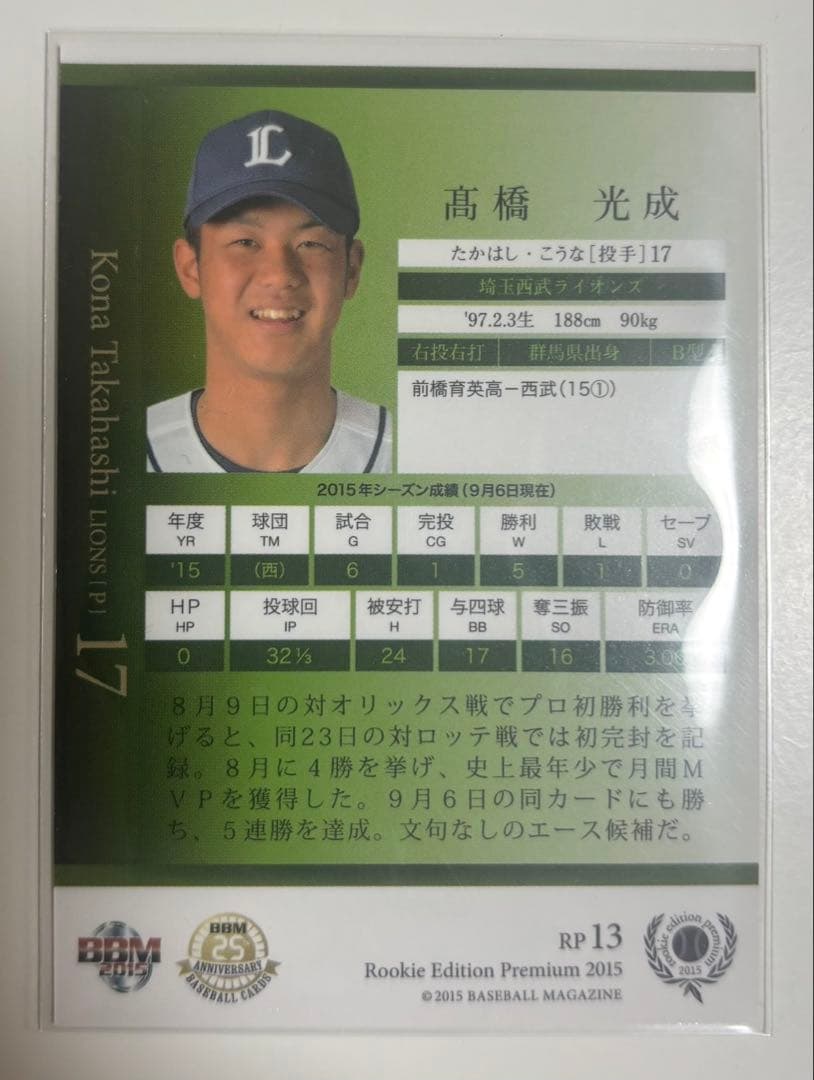 L
髙橋 光成
たかはし・こうな[投手]17
埼玉西武ライオンズ
'97.2.3生 188cm 90kg
右投右打 群馬県出身 B型
前橋育英高－西武(15①)
Kona Takahashi LIONS [P] 17
2015年シーズン成績(9月6日現在)
年度 球団 試合 完投 勝利 敗戦 セーブ
YR TM G CG W L SV
'15 (西) 6 1 5 1 0
HP 投球回 被安打 与四球 奪三振 防御率
HP IP H BB SO ERA
0 32⅓ 24 17 16
8月9日の対オリックス戦でプロ初勝利を挙
げると、同23日の対ロッテ戦では初完封を記
録。8月に4勝を挙げ、史上最年少で月間M
VPを獲得した。9月6日の同カードにも勝
ち、5連勝を達成。文句なしのエース候補だ。
BBM
2015
BBM
25th
ANNIVERSARY
BASEBALL CARDS
RP 13
Rookie Edition Premium 2015
©2015 BASEBALL MAGAZINE
rookie edition premium
2015